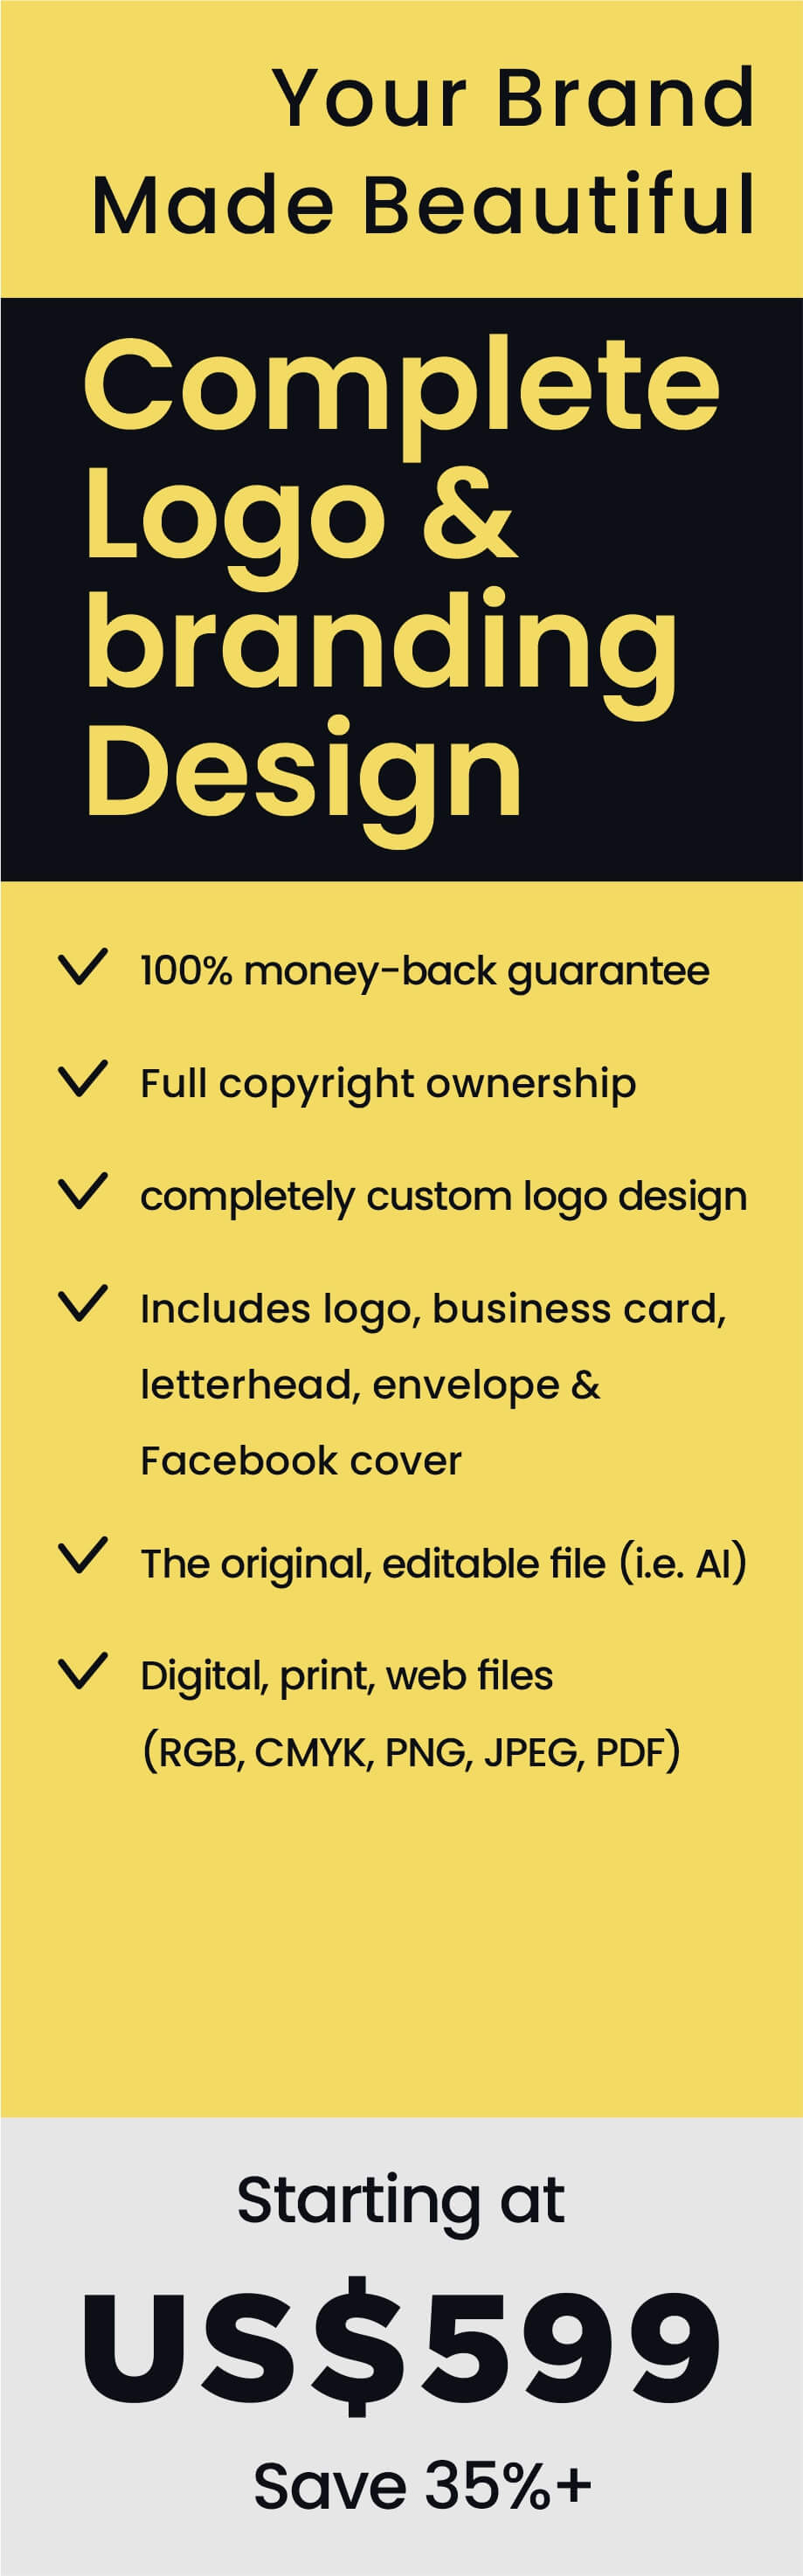 Your Brand
Made Beautiful
Complete
Logo &
branding
Design
100% money-back guarantee
Full copyright ownership
completely custom logo design
Includes logo, business card,
letterhead, envelope &
Facebook cover
The original, editable file (i.e. AI)
Digital, print, web files
(RGB, CMYK, PNG, JPEG, PDF)
Starting at
US$599
Save 35%+